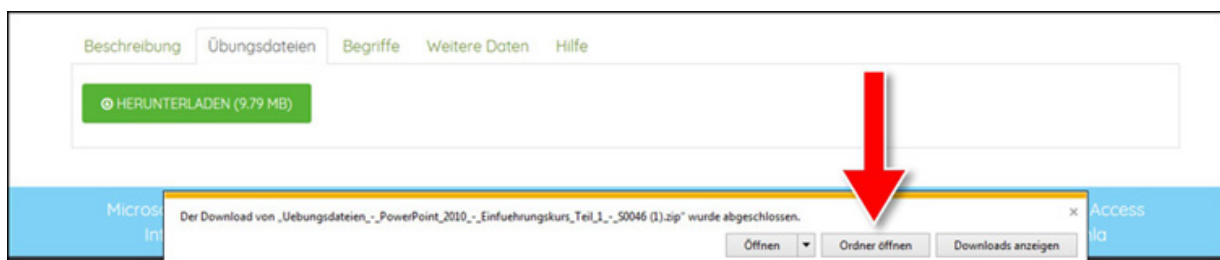 Beschreibung Übungsdateien Begriffe Weitere Daten Hilfe
HERUNTERLADEN (9.79 MB)
Der Download von „Uebungsdateien_-_PowerPoint_2010_-_Einfuehrungskurs_Teil_1_-_S0046 (1).zip" wurde abgeschlossen.
Access
Öffnen Ordner öffnen Downloads anzeigen